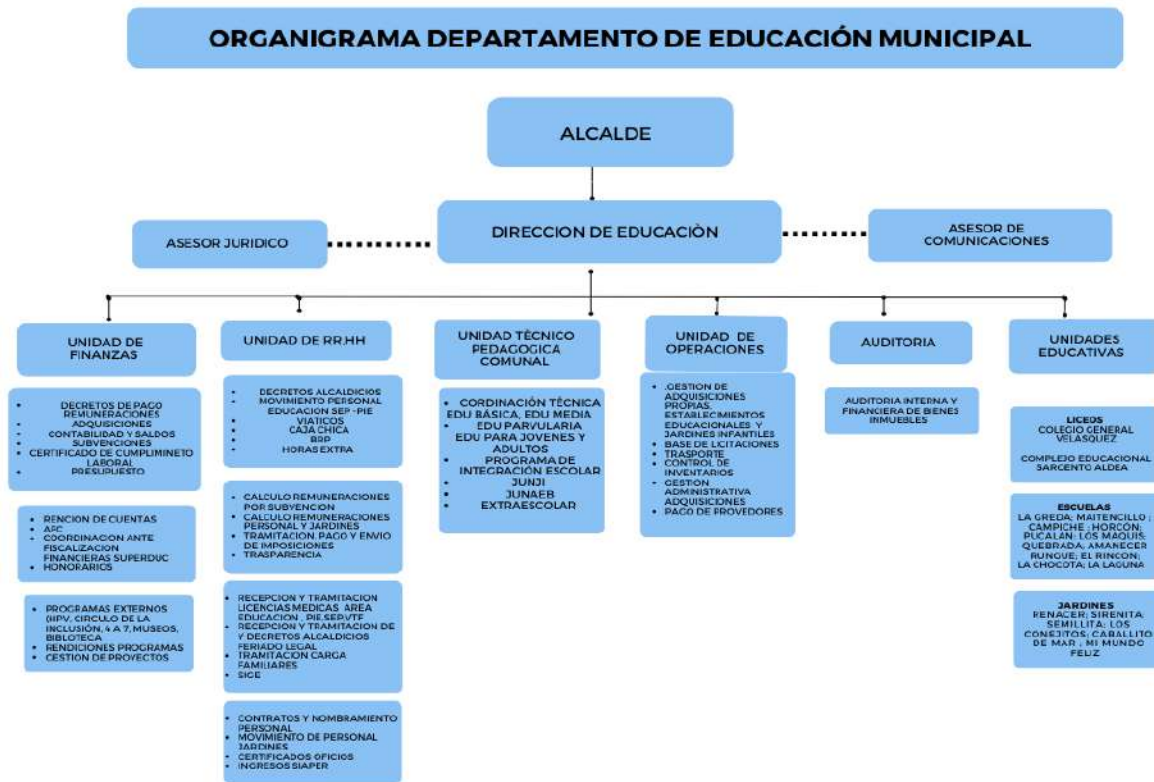 ORGANIGRAMA DEPARTAMENTO DE EDUCACIÓN MUNICIPAL
ALCALDE
ASESOR JURIDICO
DIRECCION DE EDUCACIÒN
ASESOR DE
COMUNICACIONES
UNIDAD DE
FINANZAS
DECRETOS DE PAGO
REMUNERACIONES
ADQUISICIONES
CONTABILIDAD Y SALDOS
SUBVENCIONES
CERTIFICADO DE CUMPLIMINETO
LABORAL
PRESUPUESTO
RENCION DE CUENTAS
COORDINACION ANTE
FISCALIZACION
FINANCIERAS SUPERDUC
HONORARIOS
PROGRAMAS EXTERNOS
(HPV, CIRCULO DE LA
INCLUSIÓN, 4 A 7, MUSEOS,
BIBLOTECA
RENDICIONES PROGRAMAS
GESTION DE PROYECTOS
UNIDAD DE RR.HH
DECRETOS ALCALDICIOS
MOVIMIENTO PERSONAL
EDUCACIÓN SEP -PIE
VIATICOS
CAJA CHICA
BRP
HORAS EXTRA
CALCULO REMUNERACIONES
POR SUBVENCION
CALCULO REMUNERACIONES
PERSONAL Y JARDINES
TRAMITACION, PAGO Y ENVIO
DE IMPOSICIONES
TRASPARENCIA
RECEPCION Y TRAMITACION
LICENCIAS MEDICAS AREA
EDUCACION , PIE,SEP,VTF
RECEPCION Y TRAMITACION DE
Y DECRETOS ALCALDICIOS
FERIADO LEGAL
TRAMITACION CARGA
FAMILIARES
SIGE
CONTRATOS Y NOMBRAMIENTO
PERSONAL
MOVIMIENTO DE PERSONAL
JARDINES
CERTIFICADOS OFICIOS
INGRESOS SIAPER
UNIDAD TÈCNICO
PEDAGOGICA
COMUNAL
CORDINACIÓN TÉCNICA
EDU BÁSICA, EDU MEDIA
EDU PARVULARIA
EDU PARA JOVENES Y
ADULTOS
PROGRAMA DE
INTEGRACIÓN ESCOLAR
JUNJI
JUNAEB
EXTRAESCOLAR
UNIDAD DE
OPERACIONES
.GESTION DE
ADQUISICIONES
PROPIAS,
ESTABLECIMIENTOS
EDUCACIONALES Y
JARDINES INFANTILES
BASE DE LICITACIONES
TRASPORTE
CONTROL DE
INVENTARIOS
GESTION
ADMINISTRATIVA
ADQUISICIONES
PAGO DE PROVEDORES
AUDITORIA
AUDITORIA INTERNA Y
FINANCIERA DE BIENES
INMUEBLES
UNIDADES
EDUCATIVAS
LICEOS
COLEGIO GENERAL
VELASQUEZ
COMPLEJO EDUCACIONAL
SARGENTO ALDEA
ESCUELAS
LA GREDA; MAITENCILLO ;
CAMPICHE ; HORCÓN;
PUCALAN; LOS MAQUIS;
QUEBRADA; AMANECER
RUNGUE; EL RINCON;
LA CHOCOTA; LA LAGUNA
JARDINES
RENACER; SIRENITA;
SEMILLITA; LOS
CONEJITOS; CABALLITO
DE MAR ; MI MUNDO
FELIZ